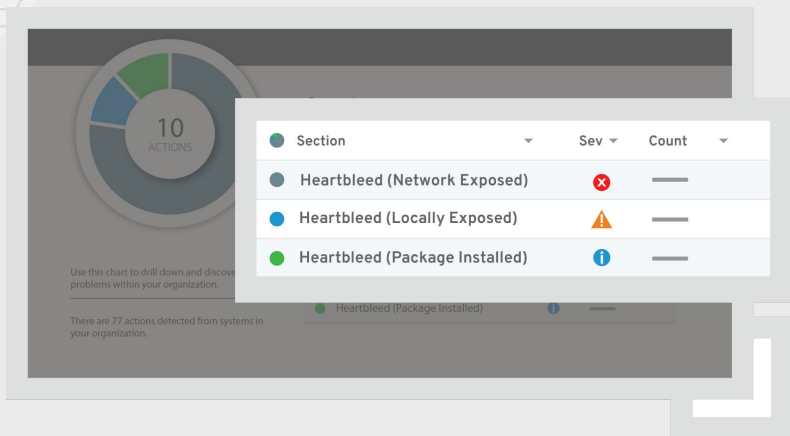 10
ACTIONS
Section Sev Count
Heartbleed (Network Exposed)
Heartbleed (Locally Exposed)
Heartbleed (Package Installed)
Use this chart to drill down and discove
problems within your organization.
Heartbleed (Package Installed)
There are 77 actions detected from systems in
your organization.